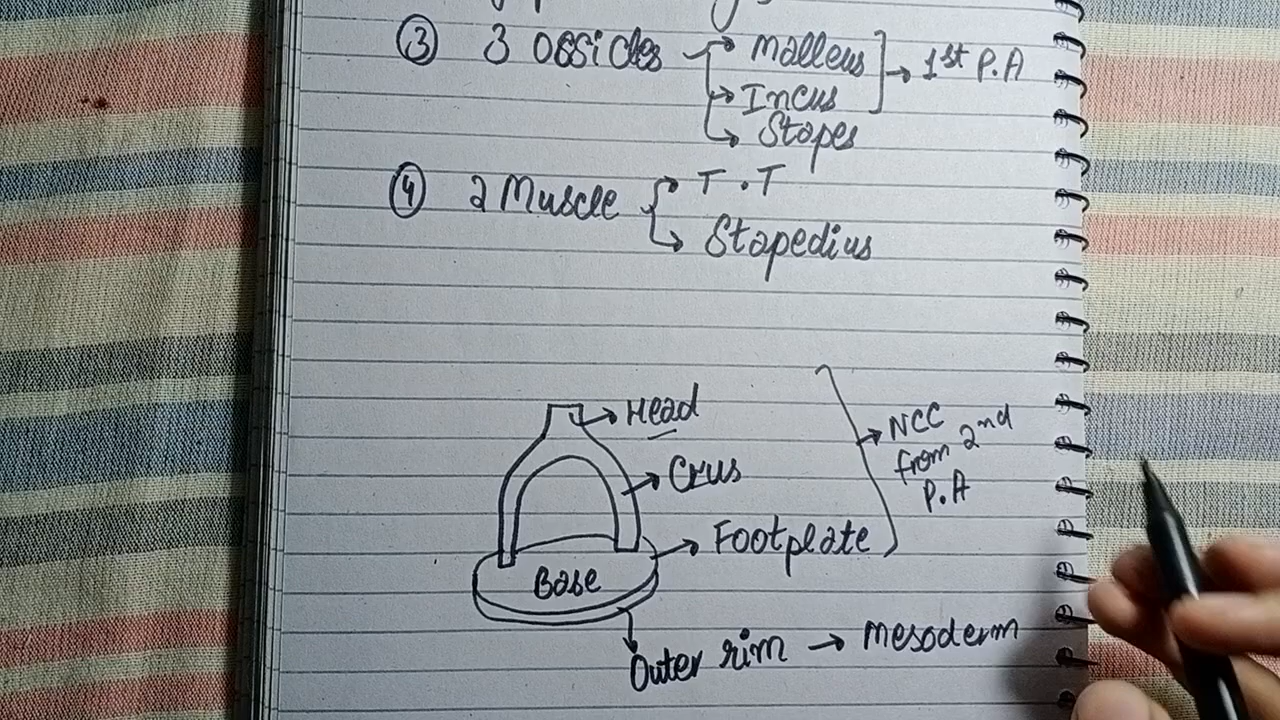 ③ 3 ossicles → Malleus
→ Incus
→ Stapes
→ 1st P.A
④ 2 Muscle → T.T
→ Stapedius
→ Head
→ Crus
→ Footplate
→ NCC
from 2nd
P.A
Base
Outer rim → Mesoderm